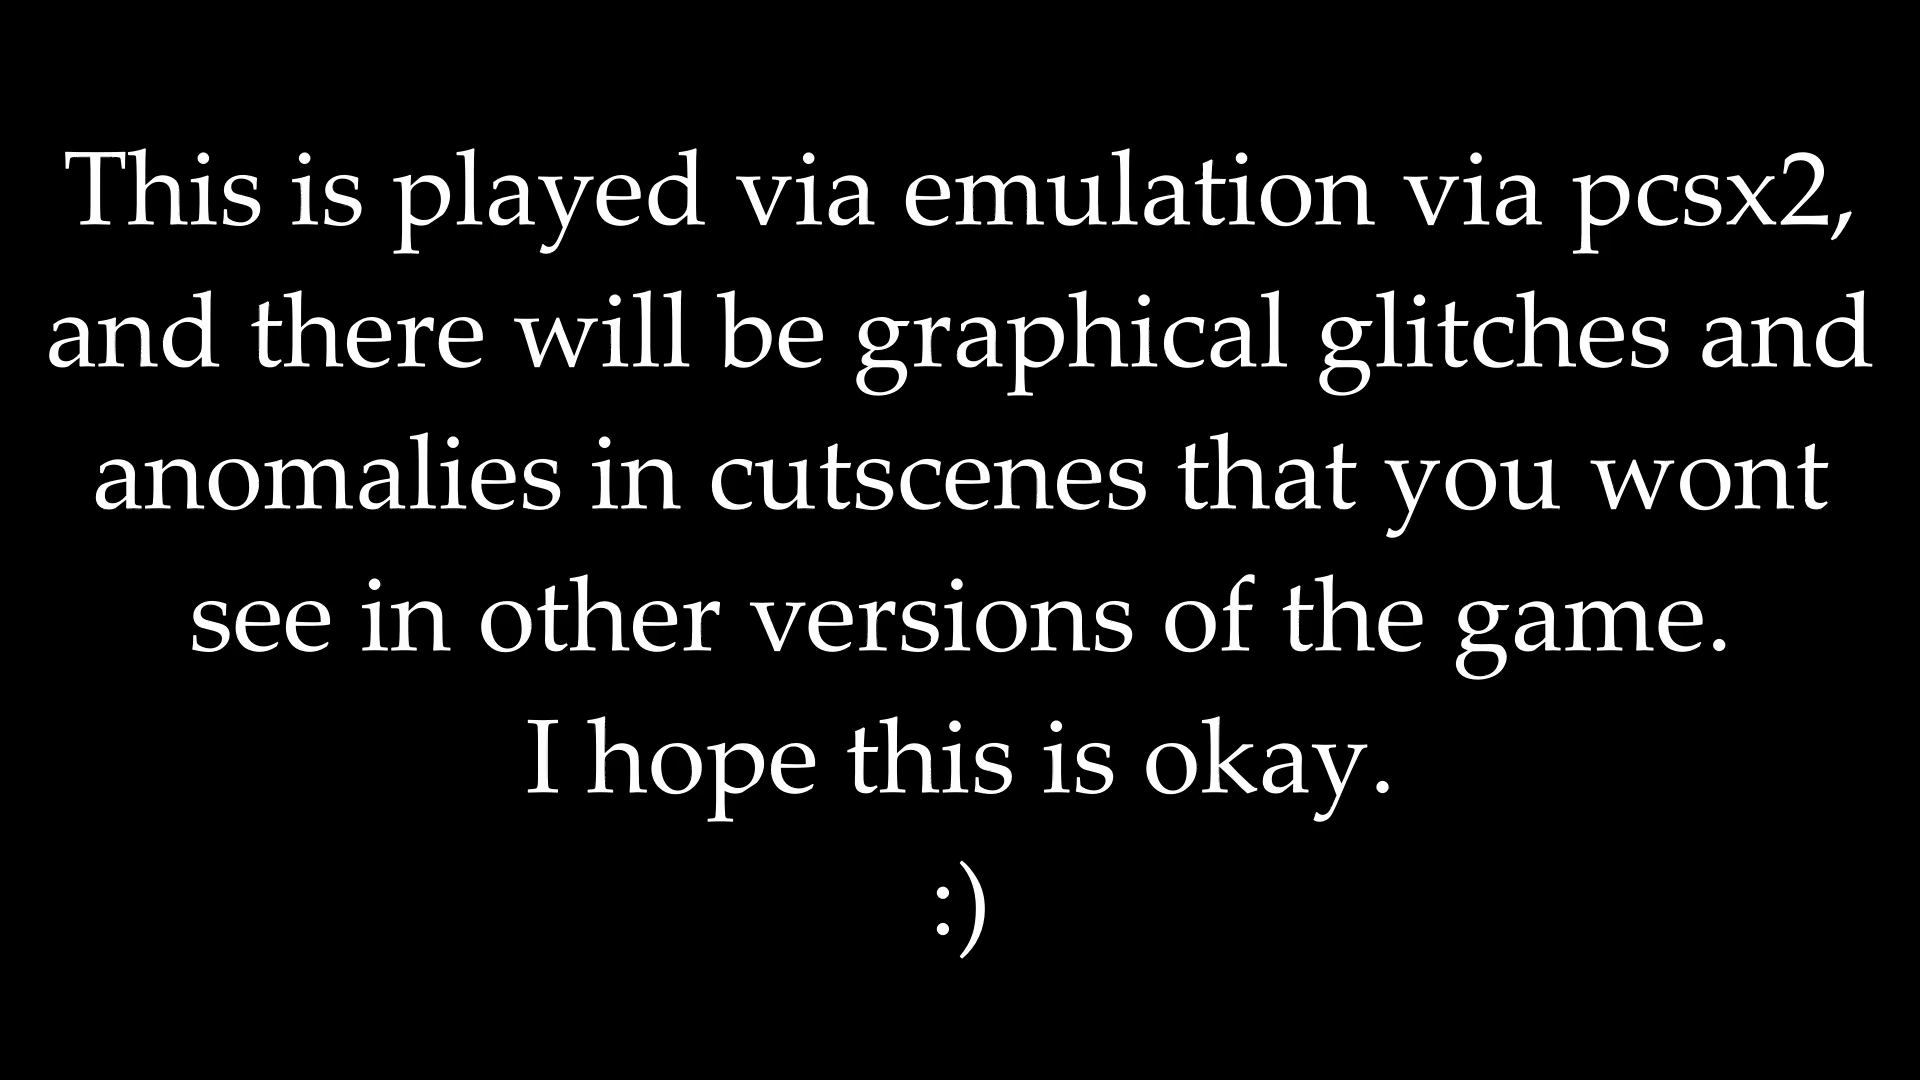 This is played via emulation via pcsx2,
and there will be graphical glitches and
anomalies in cutscenes that you wont
see in other versions of the game.
I hope this is okay.
:)